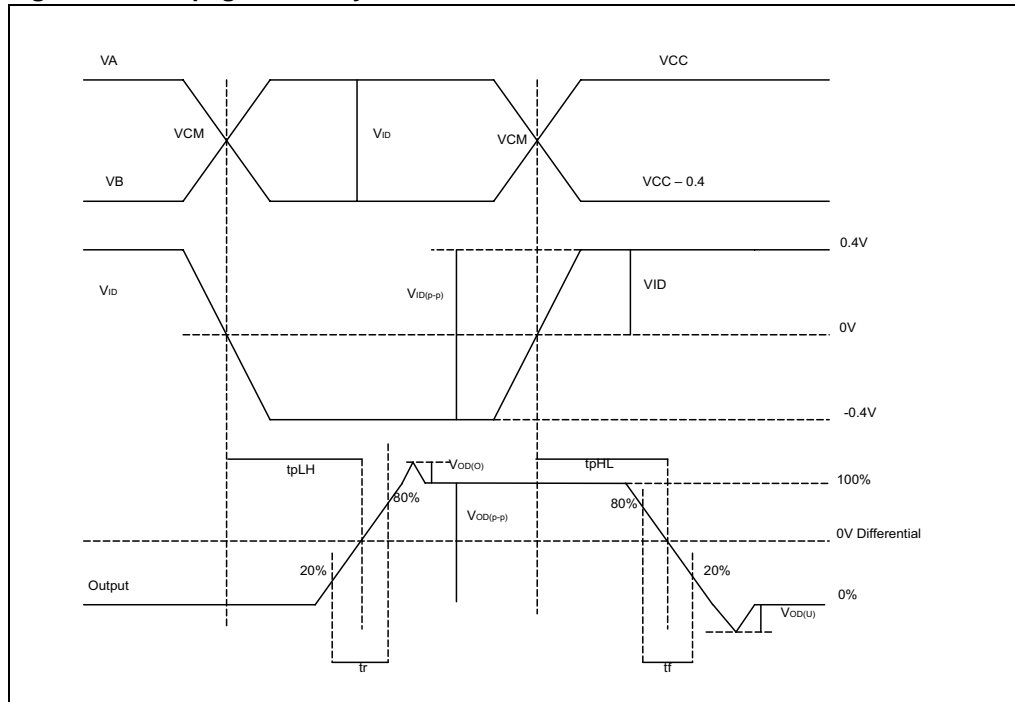 VA
VCC
VCM
VID
VCM
VB
VCC – 0.4
0.4V
VID
VID(p-p)
VID
0V
-0.4V
tpLH
VOD(O)
tpHL
100%
80%
80%
VOD(p-p)
0V Differential
20%
20%
Output
0%
VOD(U)
tr
tf